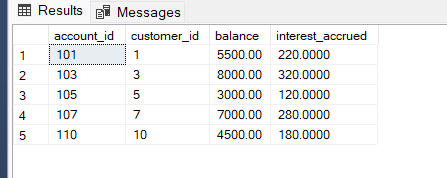 Results Messages
account_id customer_id balance interest_accrued
1 101 1 5500.00 220.0000
2 103 3 8000.00 320.0000
3 105 5 3000.00 120.0000
4 107 7 7000.00 280.0000
5 110 10 4500.00 180.0000